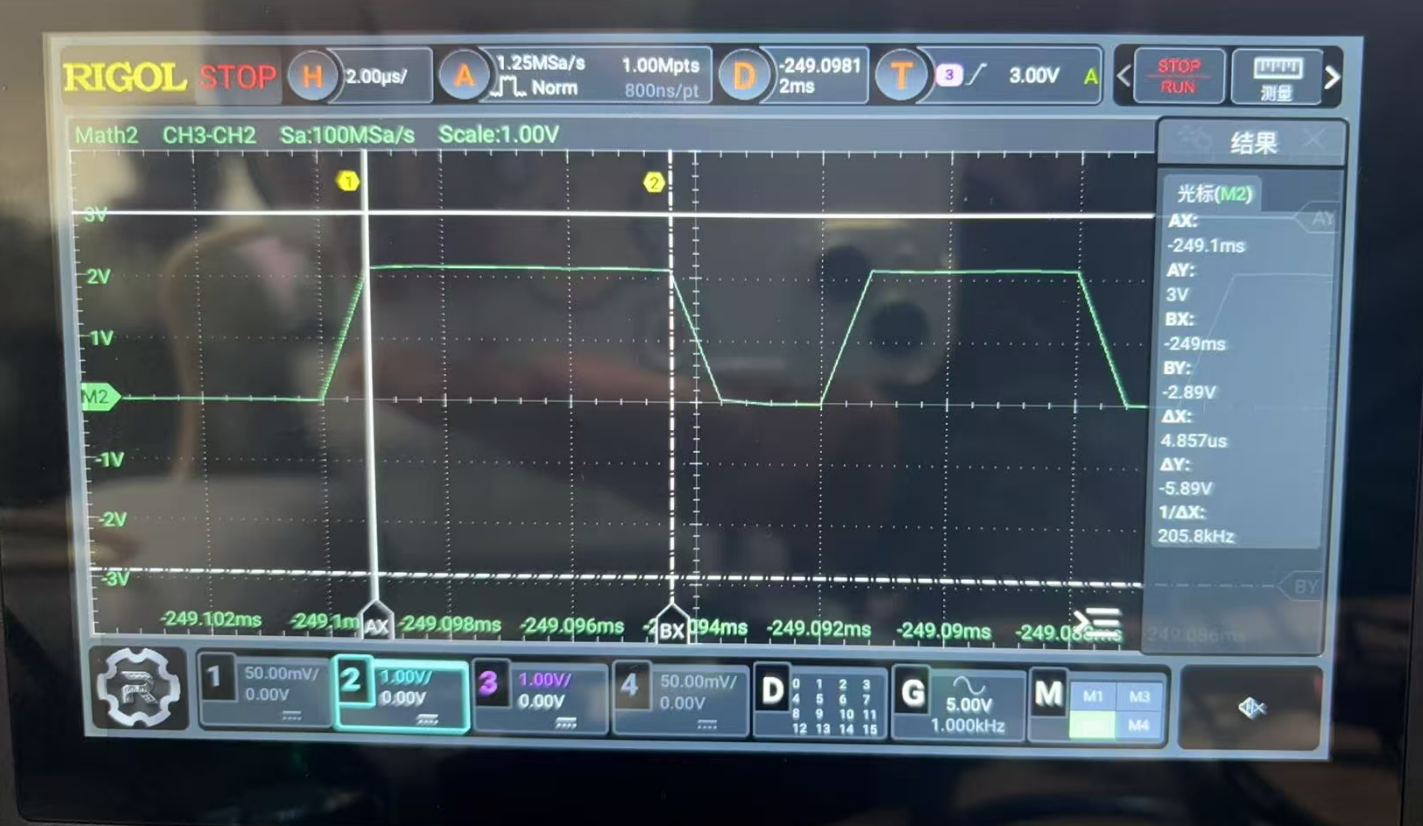 RIGOL STOP H 2.00μs/ A 1.25MSa/s 1.00Mpts D -249.0981 T 3 3.00V A < STOP >
Norm 800ns/pt 2ms RUN 测量
Math2 CH3-CH2 Sa:100MSa/s Scale:1.00V
结果
1 2
3V
2V
1V
M2
-1V
-2V
-3V
光标(M2)
AX:
-249.1ms
AY:
3V
BX:
-249ms
BY:
-2.89V
ΔX:
4.857us
ΔY:
-5.89V
1/ΔX:
205.8kHz
AY
BY
-249.102ms -249.1m AX -249.098ms -249.096ms BX 094ms -249.092ms -249.09ms -249.086ms
1 50.00mV/ 2 1.00V/ 3 1.00V/ 4 50.00mV/ D 0 1 2 3 G 5.00V M M1 M3
0.00V 0.00V 0.00V 0.00V 4 5 6 7 1.000kHz M4
8 9 10 11
12 13 14 15
R